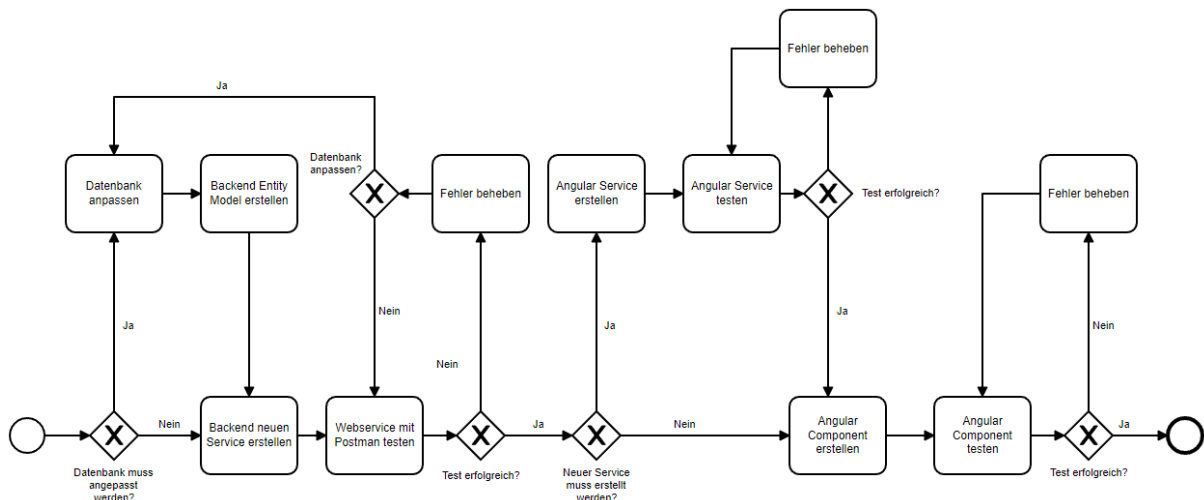 Fehler beheben
Ja
Datenbank
anpassen
Backend Entity
Model erstellen
Datenbank
anpassen?
Fehler beheben
Angular Service
erstellen
Angular Service
testen
Test erfolgreich?
Fehler beheben
Ja
Nein
Ja
Ja
Nein
Nein
Nein
Backend neuen
Service erstellen
Webservice mit
Postman testen
Ja
Nein
Angular
Component
erstellen
Angular
Component
testen
Ja
Datenbank muss
angepasst
werden?
Test erfolgreich?
Neuer Service
muss erstellt
werden?
Test erfolgreich?